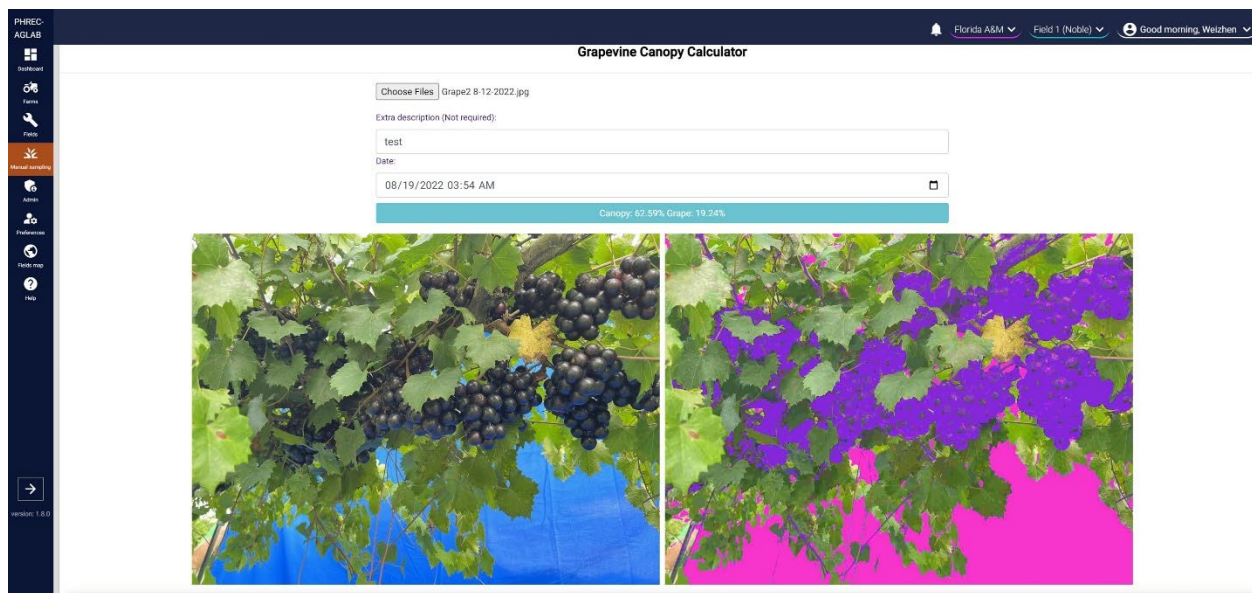 PHREC-
AGLAB
Dashboard
Farms
Fields
Manual sampling
Admin
Preferences
Fields map
Help
version: 1.8.0
Florida A&M
Field 1 (Noble)
Good morning, Weizhen
Grapevine Canopy Calculator
Choose Files Grape2 8-12-2022.jpg
Extra description (Not required):
test
Date:
08/19/2022 03:54 AM
Canopy: 62.59% Grape: 19.24%